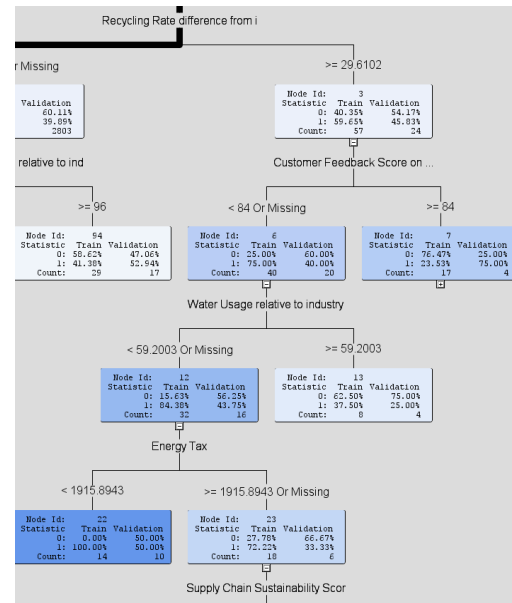 Recycling Rate difference from i
r Missing
>= 29.6102
Validation
60.11%
39.89%
2803
Node Id: 3
Statistic Train Validation
0: 40.35% 54.17%
1: 59.65% 45.83%
Count: 57 24
relative to ind
Customer Feedback Score on ...
>= 96
< 84 Or Missing
>= 84
Node Id: 94
Statistic Train Validation
0: 58.62% 47.06%
1: 41.38% 52.94%
Count: 29 17
Node Id: 6
Statistic Train Validation
0: 25.00% 60.00%
1: 75.00% 40.00%
Count: 40 20
Node Id: 7
Statistic Train Validation
0: 76.47% 25.00%
1: 23.53% 75.00%
Count: 17 4
Water Usage relative to industry
< 59.2003 Or Missing
>= 59.2003
Node Id: 12
Statistic Train Validation
0: 15.63% 56.25%
1: 84.38% 43.75%
Count: 32 16
Node Id: 13
Statistic Train Validation
0: 62.50% 75.00%
1: 37.50% 25.00%
Count: 8 4
Energy Tax
< 1915.8943
>= 1915.8943 Or Missing
Node Id: 22
Statistic Train Validation
0: 0.00% 50.00%
1: 100.00% 50.00%
Count: 14 10
Node Id: 23
Statistic Train Validation
0: 27.78% 66.67%
1: 72.22% 33.33%
Count: 18 6
Supply Chain Sustainability Scor